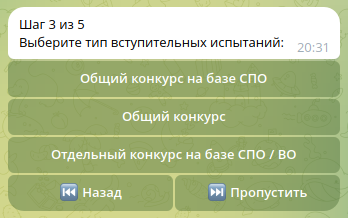 Шаг 3 из 5
Выберите тип вступительных испытаний:
20:31
Общий конкурс на базе СПО
Общий конкурс
Отдельный конкурс на базе СПО / ВО
⏮️ Назад
⏭️ Пропустить